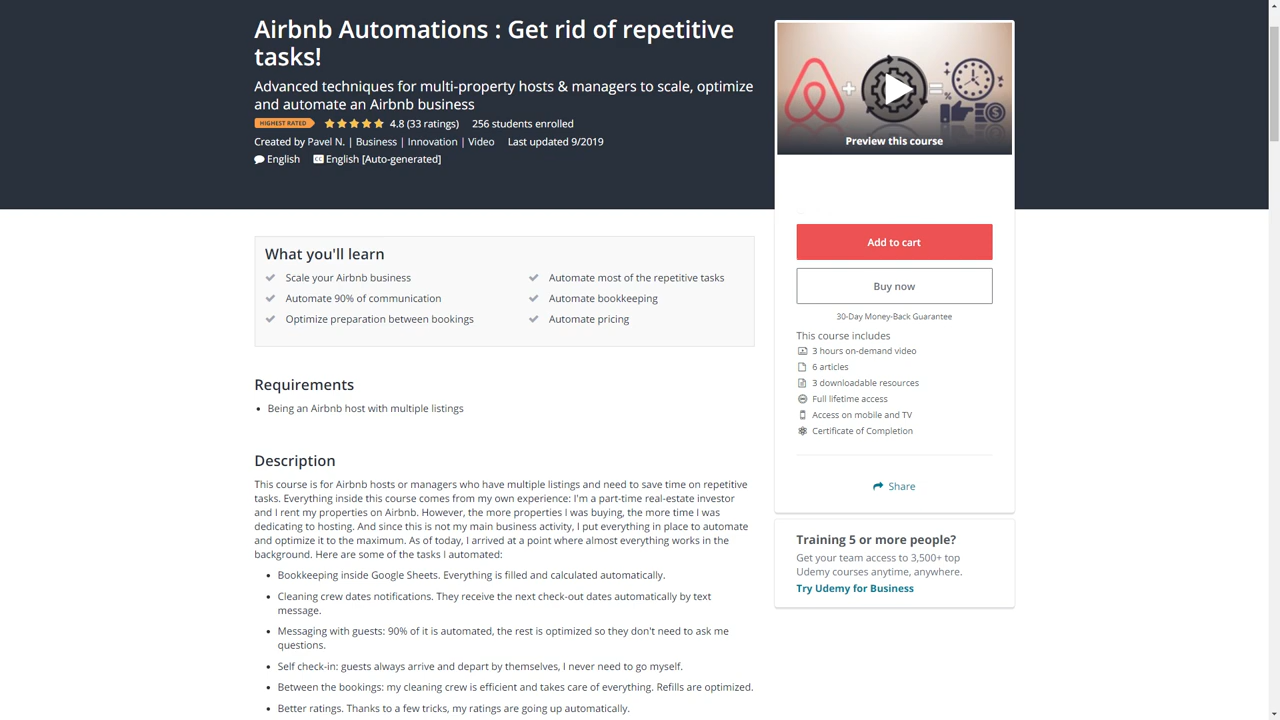 Airbnb Automations : Get rid of repetitive
tasks!
Advanced techniques for multi-property hosts & managers to scale, optimize
and automate an Airbnb business
HIGHEST RATED 4.8 (33 ratings) 256 students enrolled
Created by Pavel N. | Business | Innovation | Video Last updated 9/2019
English CC English [Auto-generated]
Preview this course
Add to cart
Buy now
30-Day Money-Back Guarantee
This course includes
3 hours on-demand video
6 articles
3 downloadable resources
Full lifetime access
Access on mobile and TV
Certificate of Completion
Share
Training 5 or more people?
Get your team access to 3,500+ top
Udemy courses anytime, anywhere.
Try Udemy for Business
What you'll learn
Scale your Airbnb business
Automate most of the repetitive tasks
Automate 90% of communication
Automate bookkeeping
Optimize preparation between bookings
Automate pricing
Requirements
• Being an Airbnb host with multiple listings
Description
This course is for Airbnb hosts or managers who have multiple listings and need to save time on repetitive
tasks. Everything inside this course comes from my own experience: I'm a part-time real-estate investor
and I rent my properties on Airbnb. However, the more properties I was buying, the more time I was
dedicating to hosting. And since this is not my main business activity, I put everything in place to automate
and optimize it to the maximum. As of today, I arrived at a point where almost everything works in the
background. Here are some of the tasks I automated:
• Bookkeeping inside Google Sheets. Everything is filled and calculated automatically.
• Cleaning crew dates notifications. They receive the next check-out dates automatically by text
message.
• Messaging with guests: 90% of it is automated, the rest is optimized so they don't need to ask me
questions.
• Self check-in: guests always arrive and depart by themselves, I never need to go myself.
• Between the bookings: my cleaning crew is efficient and takes care of everything. Refills are optimized.
• Better ratings. Thanks to a few tricks, my ratings are going up automatically.